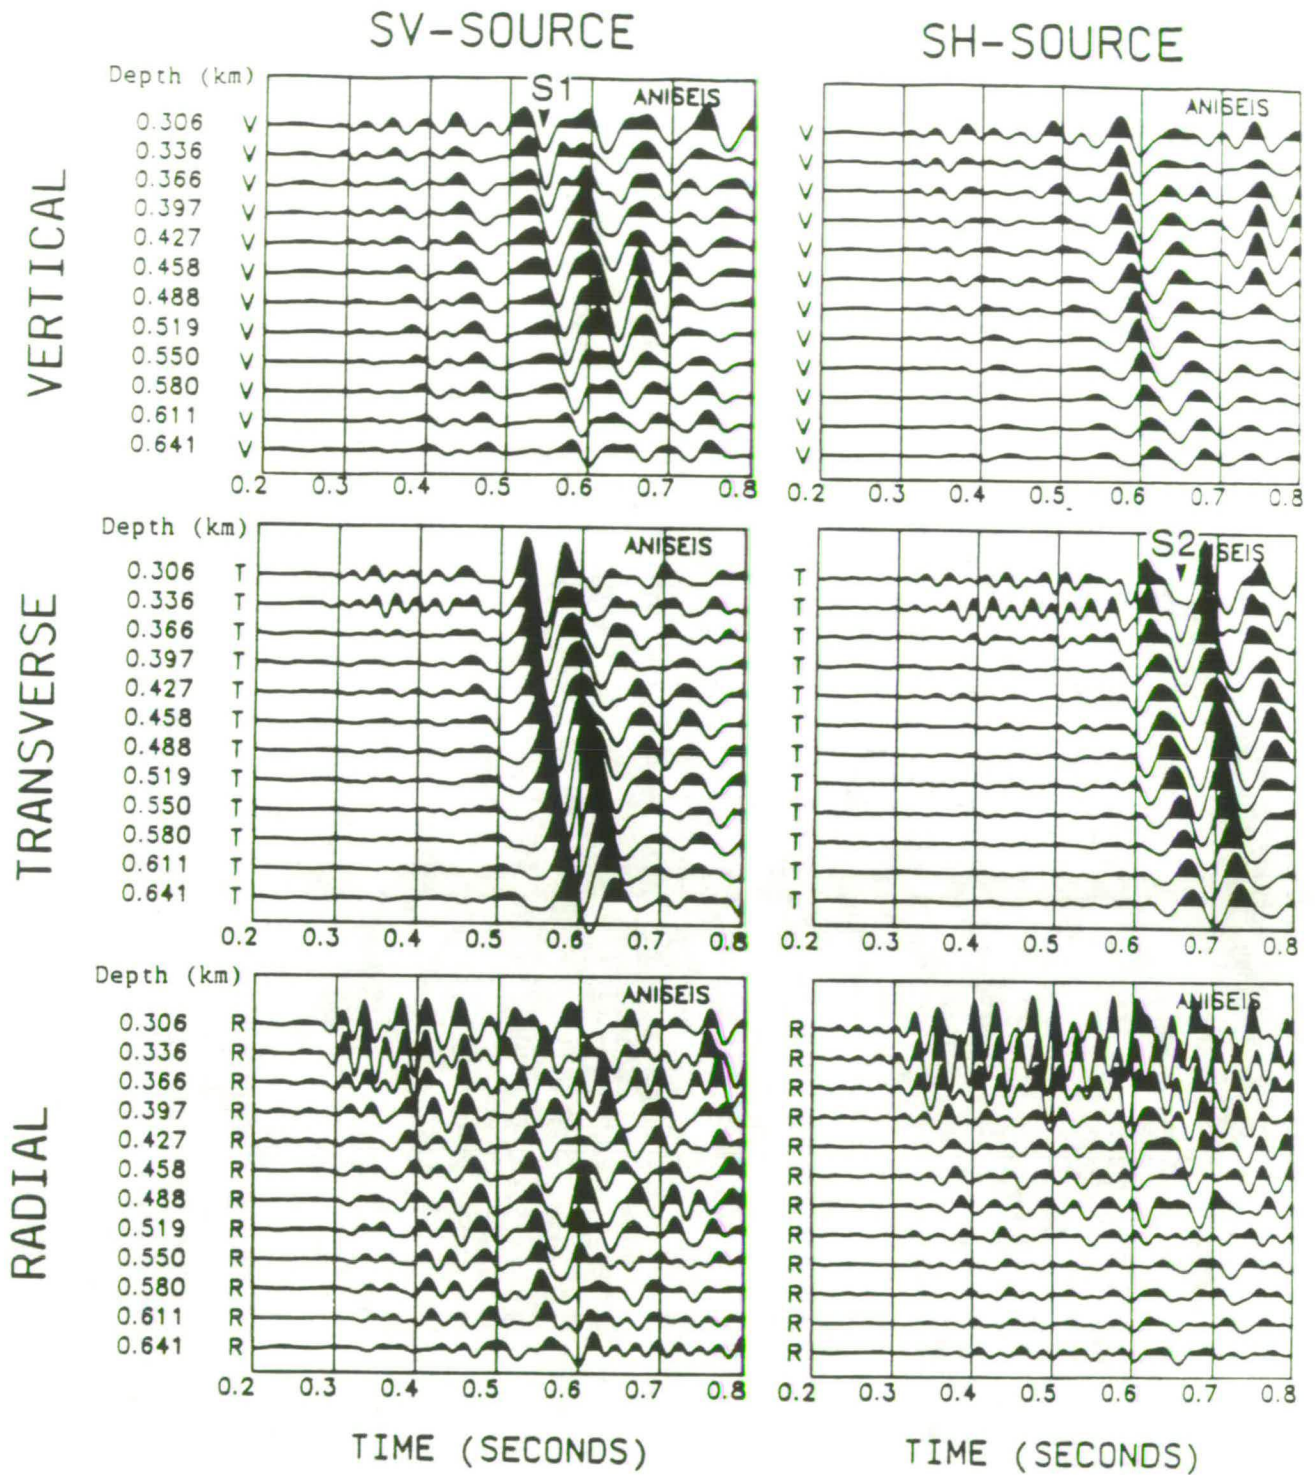 SV-SOURCE
SH-SOURCE
Depth (km)
S1
ANISEIS
ANISEIS
VERTICAL
0.306 V
0.336 V
0.366 V
0.397 V
0.427 V
0.458 V
0.488 V
0.519 V
0.550 V
0.580 V
0.611 V
0.641 V
V
V
V
V
V
V
V
V
V
V
V
V
0.2 0.3 0.4 0.5 0.6 0.7 0.8
0.2 0.3 0.4 0.5 0.6 0.7 0.8
Depth (km)
ANISEIS
S2
SEIS
TRANSVERSE
0.306 T
0.336 T
0.366 T
0.397 T
0.427 T
0.458 T
0.488 T
0.519 T
0.550 T
0.580 T
0.611 T
0.641 T
T
T
T
T
T
T
T
T
T
T
T
T
0.2 0.3 0.4 0.5 0.6 0.7 0.8
0.2 0.3 0.4 0.5 0.6 0.7 0.8
Depth (km)
ANISEIS
ANISEIS
RADIAL
0.306 R
0.336 R
0.366 R
0.397 R
0.427 R
0.458 R
0.488 R
0.519 R
0.550 R
0.580 R
0.611 R
0.641 R
R
R
R
R
R
R
R
R
R
R
R
R
0.2 0.3 0.4 0.5 0.6 0.7 0.8
0.2 0.3 0.4 0.5 0.6 0.7 0.8
TIME (SECONDS)
TIME (SECONDS)